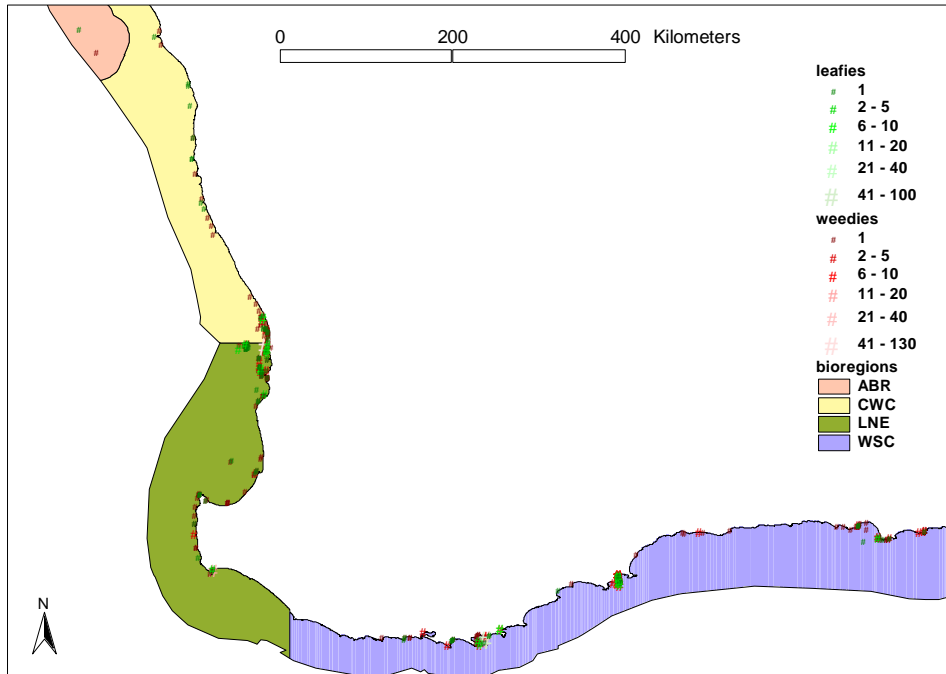 0 200 400 Kilometers
leafies
# 1
# 2 - 5
# 6 - 10
# 11 - 20
# 21 - 40
# 41 - 100
weedies
# 1
# 2 - 5
# 6 - 10
# 11 - 20
# 21 - 40
# 41 - 130
bioregions
ABR
CWC
LNE
WSC
N